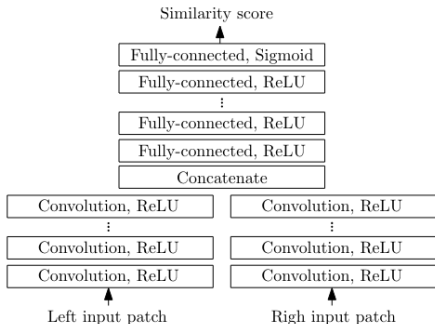 Similarity score
Fully-connected, Sigmoid
Fully-connected, ReLU
Fully-connected, ReLU
Fully-connected, ReLU
Concatenate
Convolution, ReLU
Convolution, ReLU
Convolution, ReLU
Convolution, ReLU
Convolution, ReLU
Convolution, ReLU
Left input patch
Righ input patch